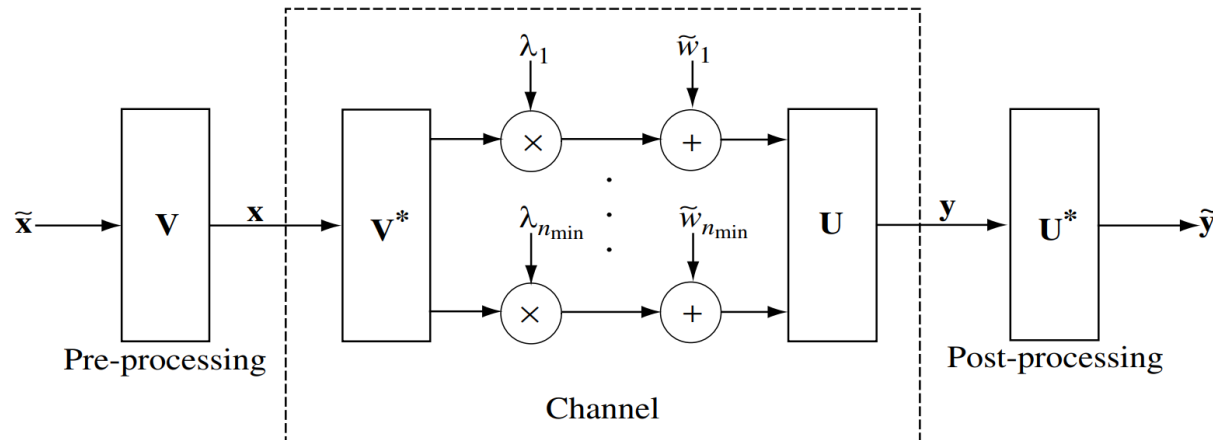 λ₁ w̃₁
× +
x̃ V x V* λₙₘᵢₙ w̃ₙₘᵢₙ U y U* ỹ
× +
Pre-processing Post-processing
Channel